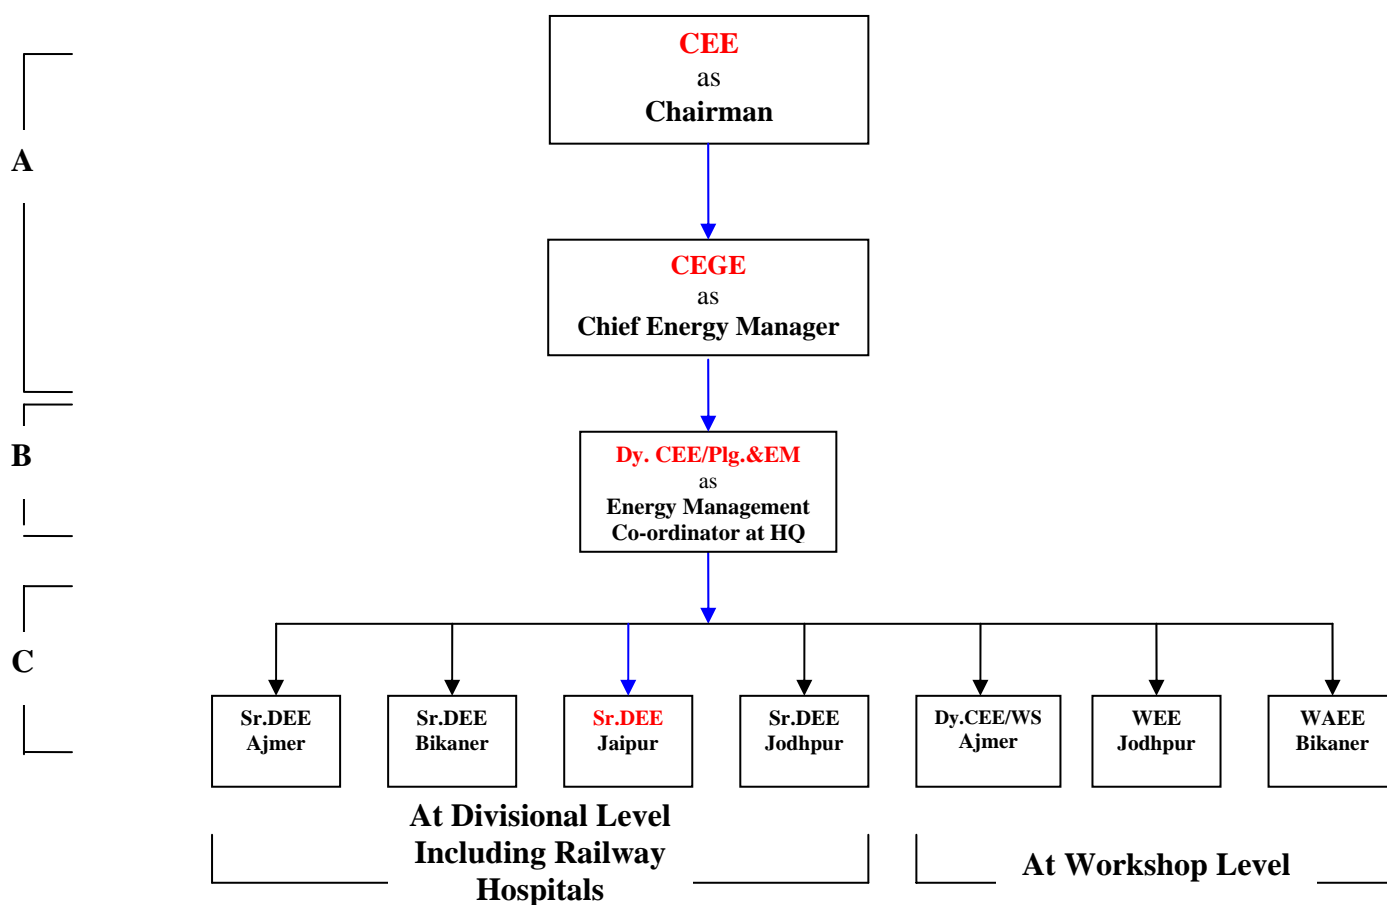 CEE
as
Chairman
A
CEGE
as
Chief Energy Manager
B
Dy. CEE/Plg.&EM
as
Energy Management
Co-ordinator at HQ
C
Sr.DEE
Ajmer
Sr.DEE
Bikaner
Sr.DEE
Jaipur
Sr.DEE
Jodhpur
Dy.CEE/WS
Ajmer
WEE
Jodhpur
WAEE
Bikaner
At Divisional Level
Including Railway
Hospitals
At Workshop Level